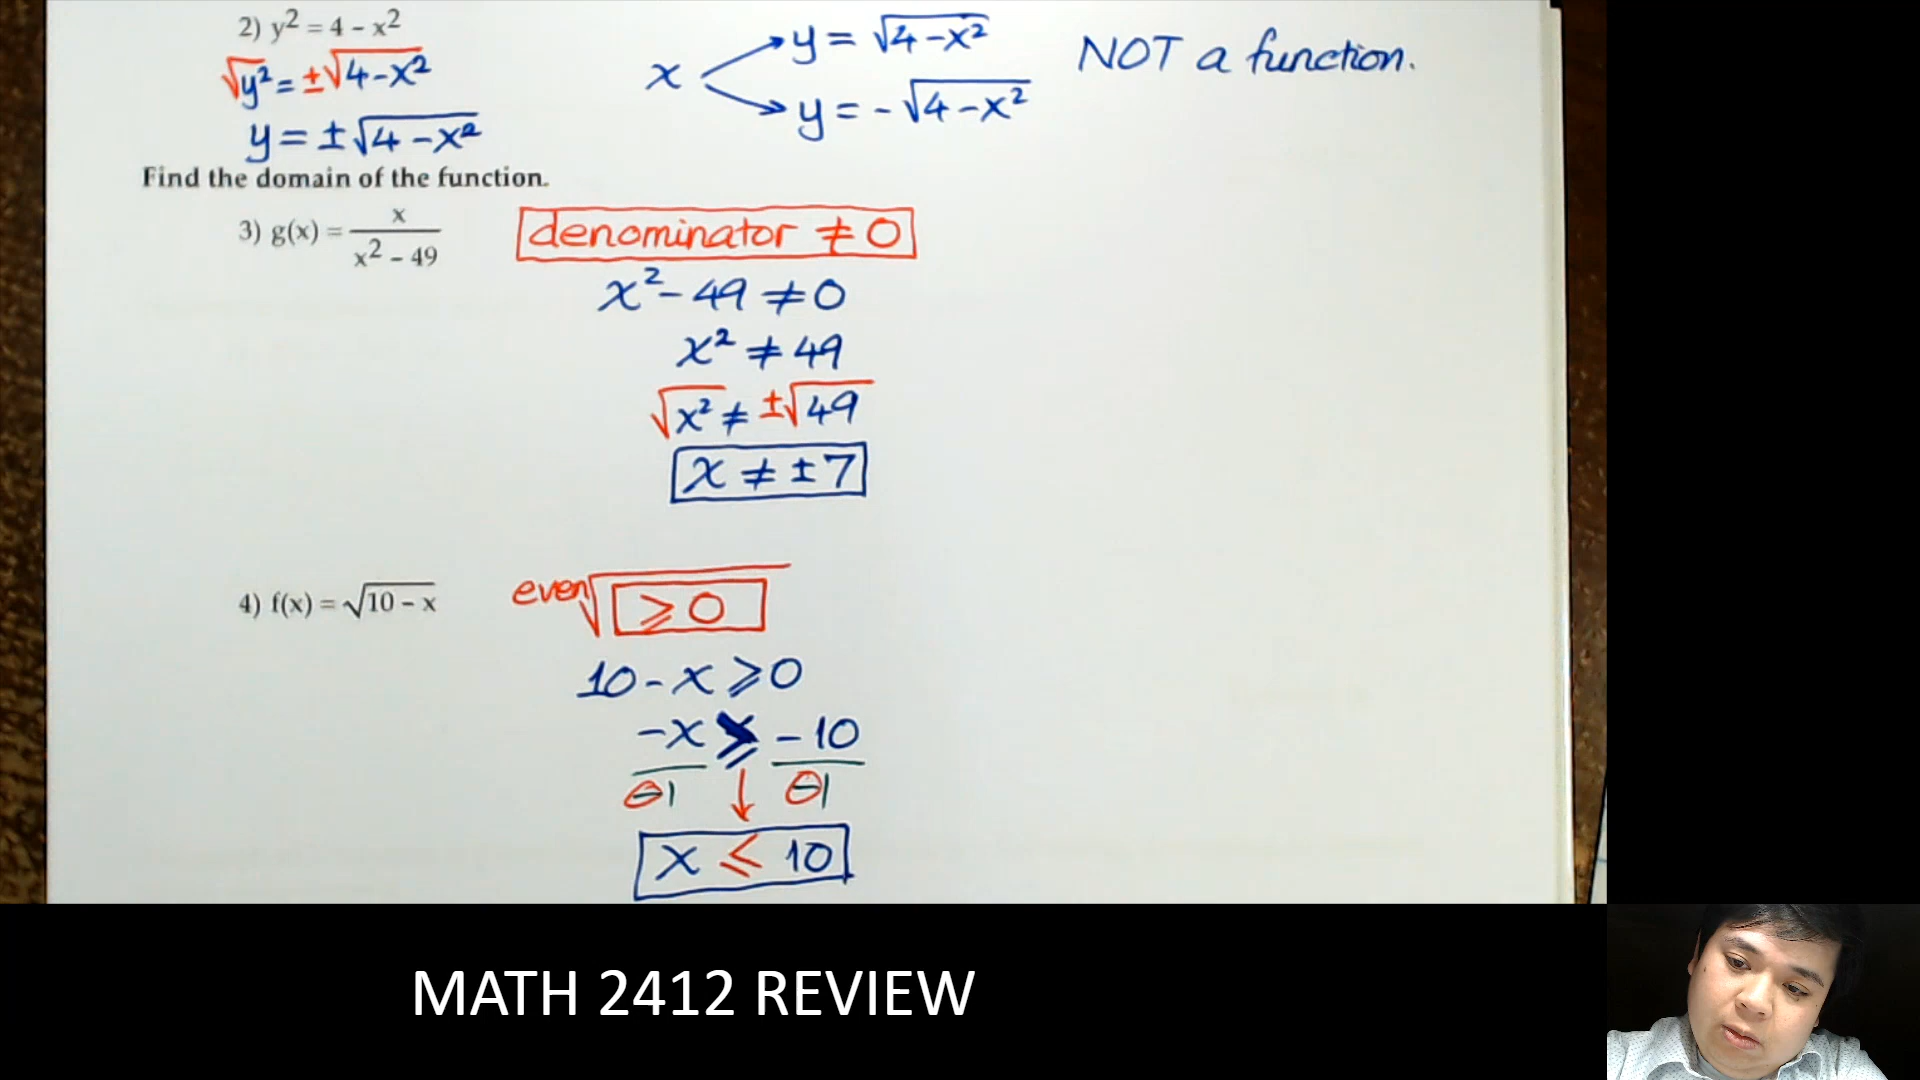 2) y² = 4 − x²
√y² = ±√4−x²
y = ±√4−x²
x
y = √4−x²
y = −√4−x²
NOT a function.
Find the domain of the function.
3) g(x) = x / x² − 49
denominator ≠ 0
x² − 49 ≠ 0
x² ≠ 49
√x² ≠ ±√49
x ≠ ±7
4) f(x) = √10 − x
even√ ⩾ 0
10 − x ⩾ 0
−x ⩾ −10
−1 −1
x ⩽ 10
MATH 2412 REVIEW